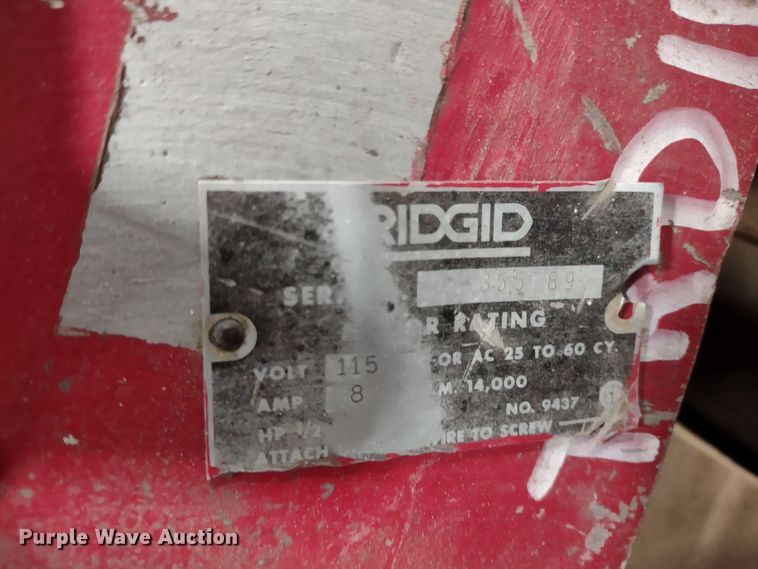 RIDGID
SER.
355 89
OR RATING
VOLT 115 OR AC 25 TO 60 CY.
AMP 8 M. 14,000
HP 1/2 NO. 9437
ATTACH WIRE TO SCREW
Purple Wave Auction